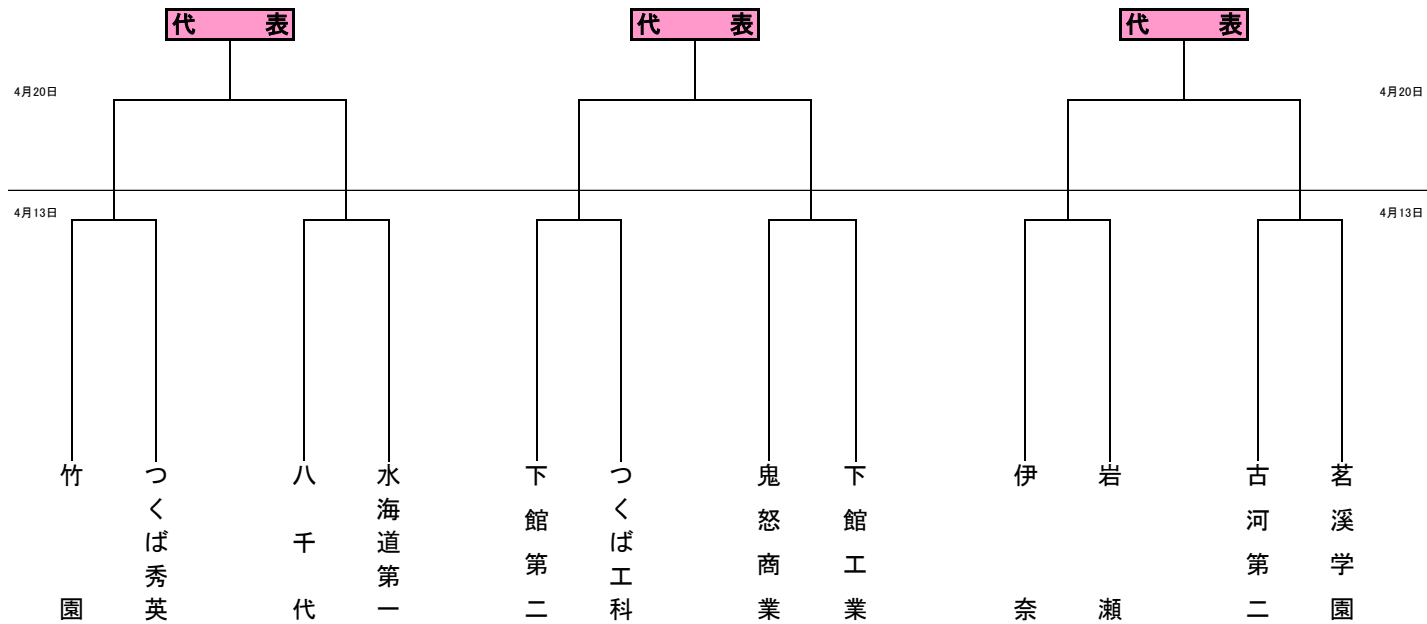 代　表
代　表
代　表
4月20日
4月20日
4月13日
4月13日
竹園
つくば秀英
八千代
水海道第一
下館第二
つくば工科
鬼怒商業
下館工業
伊奈
岩瀬
古河第二
茗溪学園